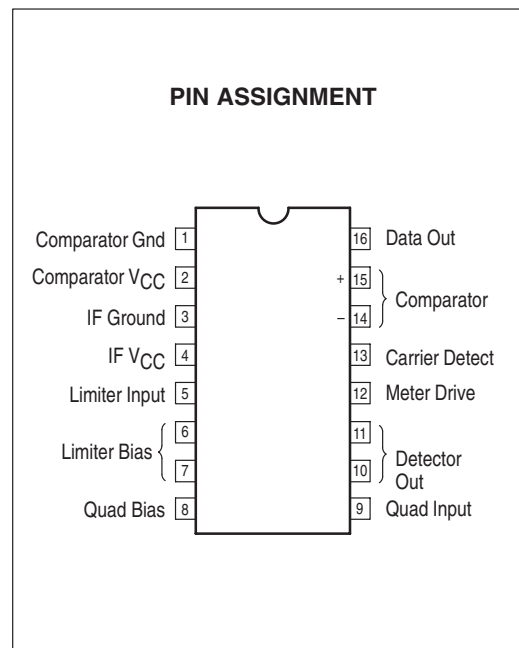 PIN ASSIGNMENT
Comparator Gnd 1
16 Data Out
Comparator VCC 2
+ 15
Comparator
IF Ground 3
– 14
IF VCC 4
13 Carrier Detect
Limiter Input 5
12 Meter Drive
Limiter Bias
6
7
11
10
Detector
Out
Quad Bias 8
9 Quad Input